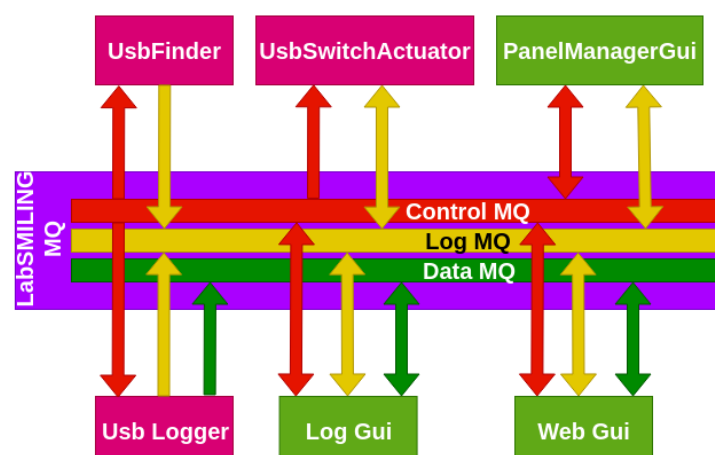 UsbFinder
UsbSwitchActuator
PanelManagerGui
LabSMILING
MQ
Control MQ
Log MQ
Data MQ
Usb Logger
Log Gui
Web Gui